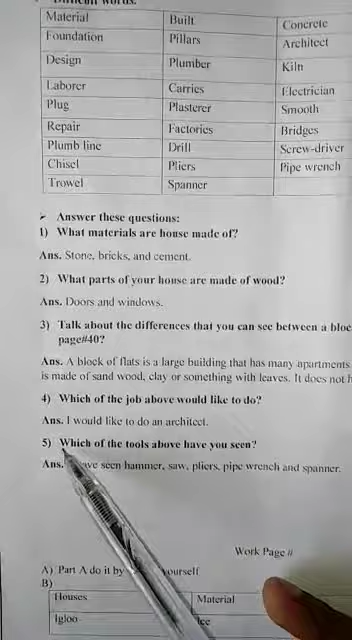 Difficult words:
Material Built Concrete
Foundation Pillars Architect
Design Plumber Kiln
Laborer Carries Electrician
Plug Plasterer Smooth
Repair Factories Bridges
Plumb line Drill Screw-driver
Chisel Pliers Pipe wrench
Trowel Spanner
➢ Answer these questions:
1) What materials are house made of?
Ans. Stone, bricks, and cement.
2) What parts of your house are made of wood?
Ans. Doors and windows.
3) Talk about the differences that you can see between a
page#40?
Ans. A block of flats is a large building that has many apartments
is made of sand wood, clay or something with leaves. It does not
4) Which of the job above would like to do?
Ans. I would like to do an architect.
5) Which of the tools above have you seen?
Ans. seen hammer, saw, pliers, pipe wrench and spanner.
Work Page #
A) Part A do it by yourself
B)
Houses Material
Igloo Ice